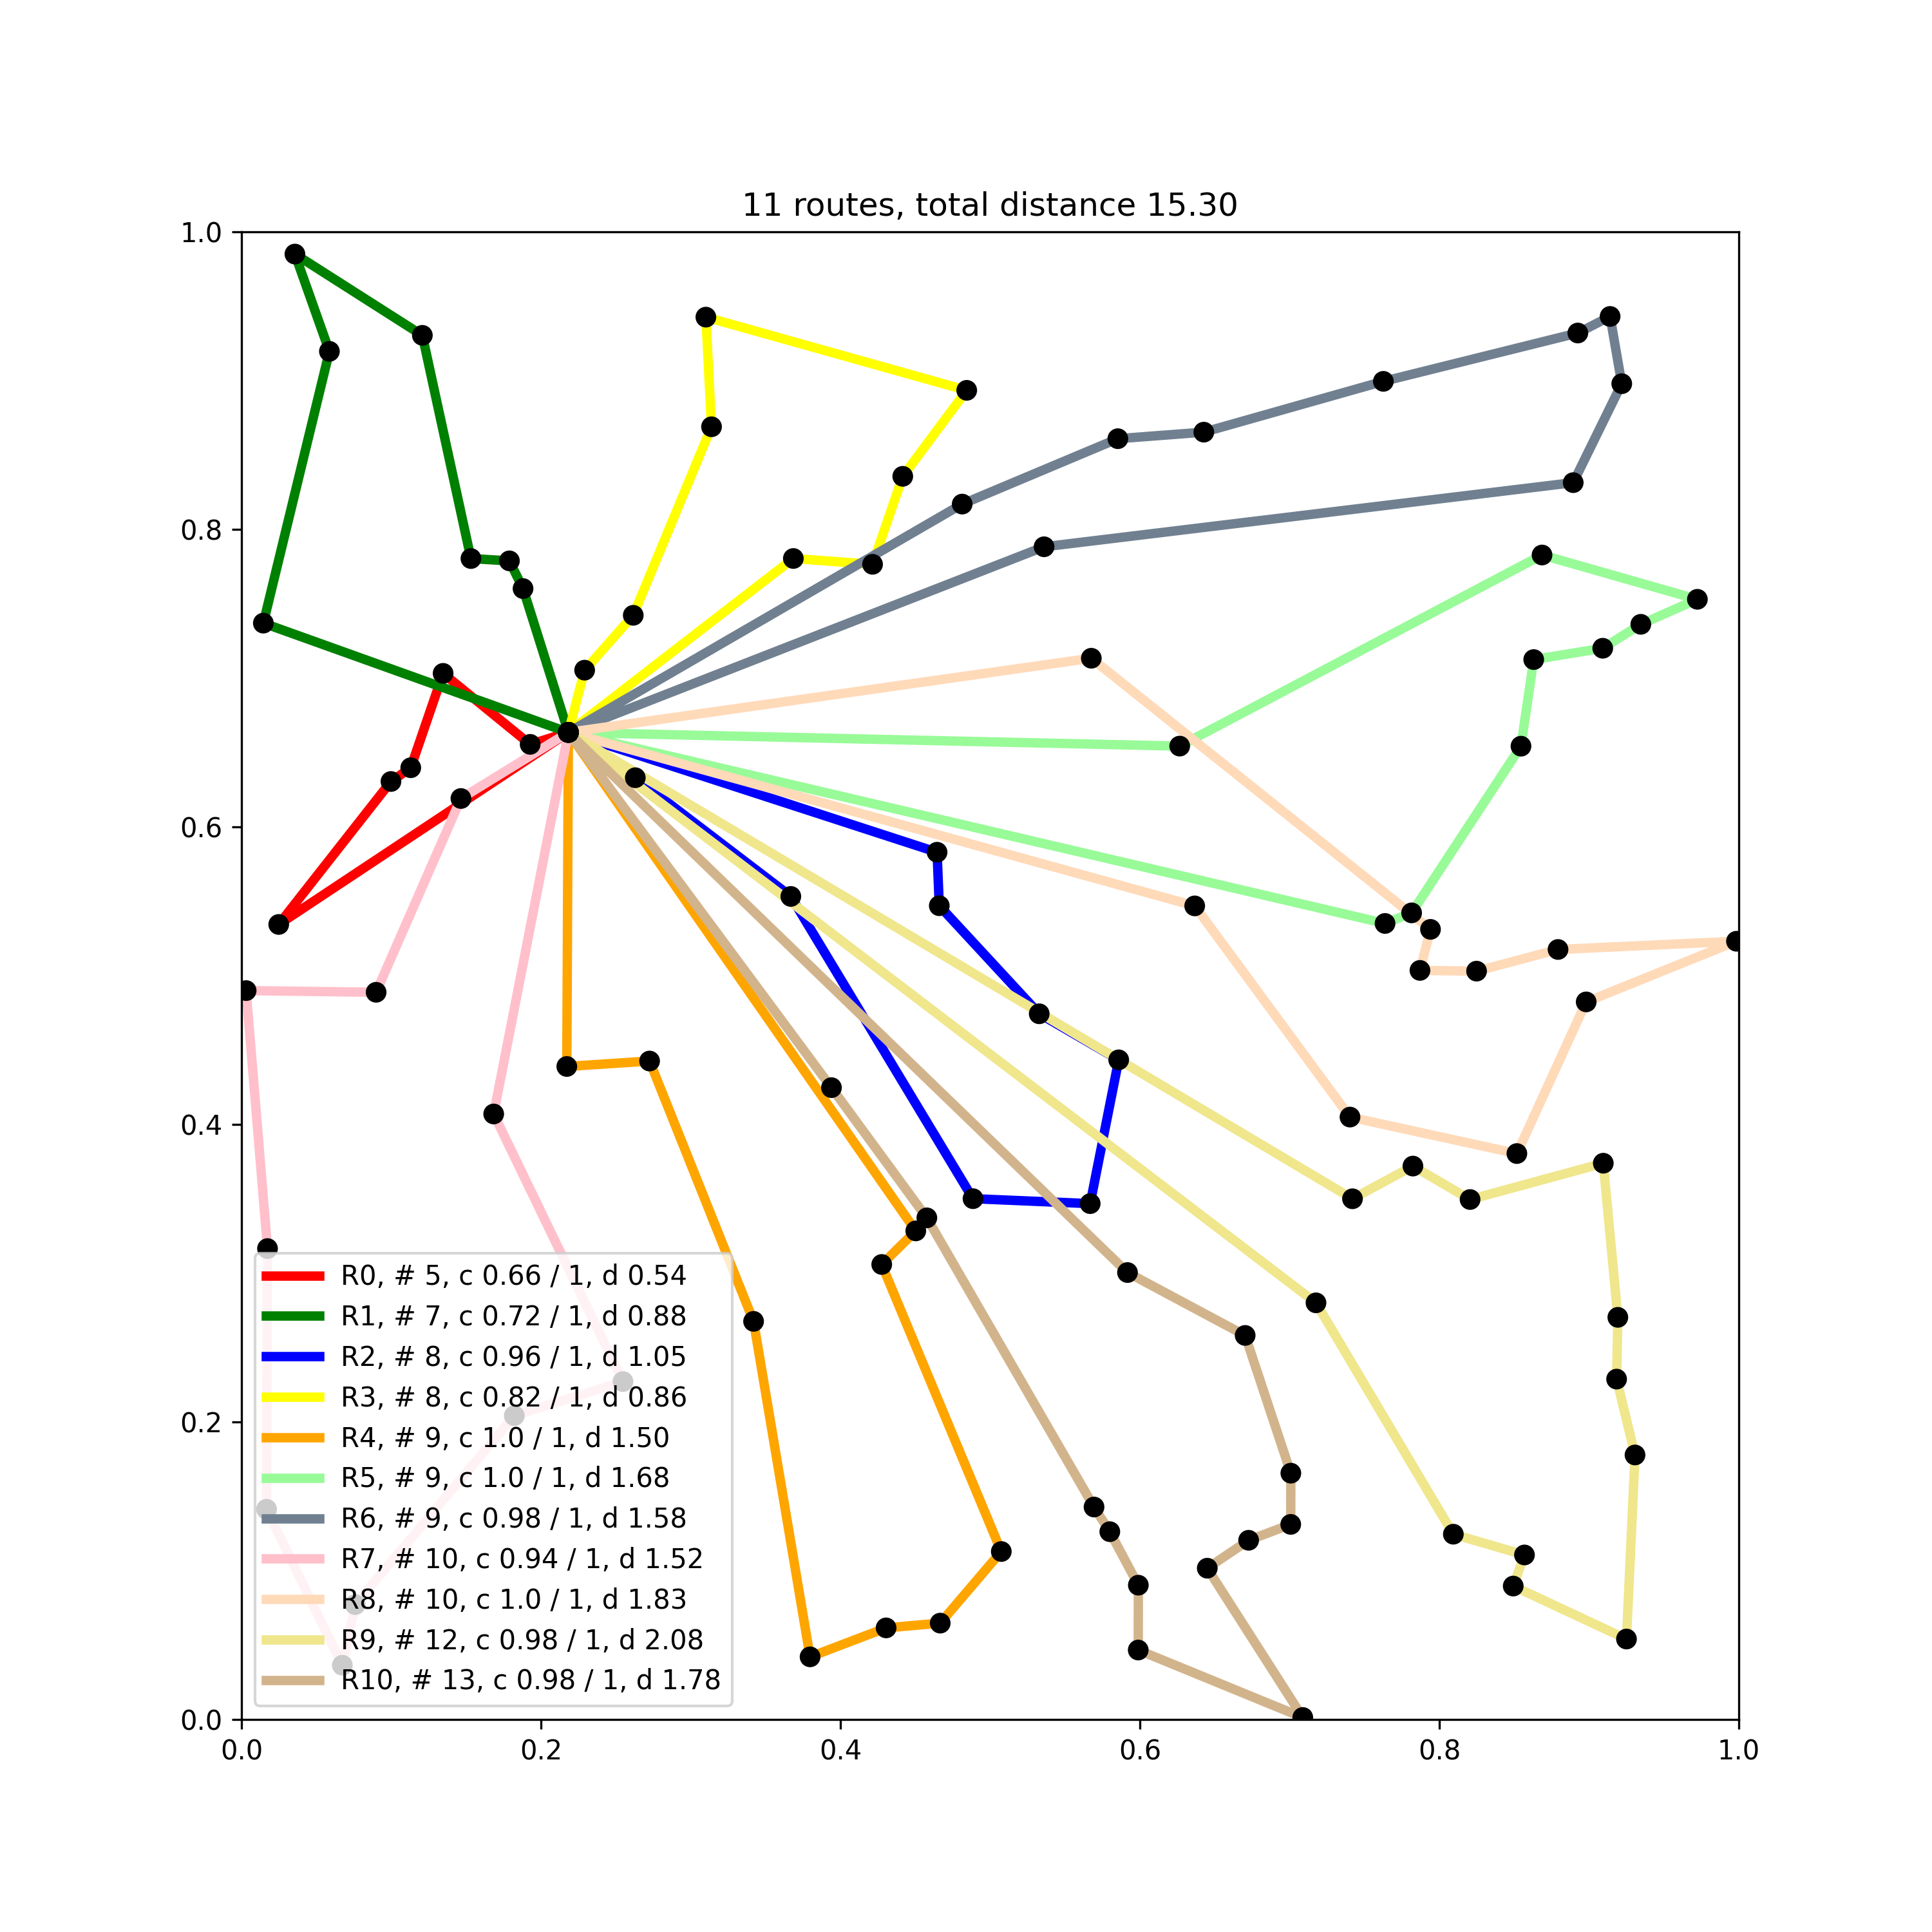 11 routes, total distance 15.30
1.0
0.8
0.6
0.4
0.2
0.0
R0, # 5, c 0.66 / 1, d 0.54
R1, # 7, c 0.72 / 1, d 0.88
R2, # 8, c 0.96 / 1, d 1.05
R3, # 8, c 0.82 / 1, d 0.86
R4, # 9, c 1.0 / 1, d 1.50
R5, # 9, c 1.0 / 1, d 1.68
R6, # 9, c 0.98 / 1, d 1.58
R7, # 10, c 0.94 / 1, d 1.52
R8, # 10, c 1.0 / 1, d 1.83
R9, # 12, c 0.98 / 1, d 2.08
R10, # 13, c 0.98 / 1, d 1.78
0.0 0.2 0.4 0.6 0.8 1.0